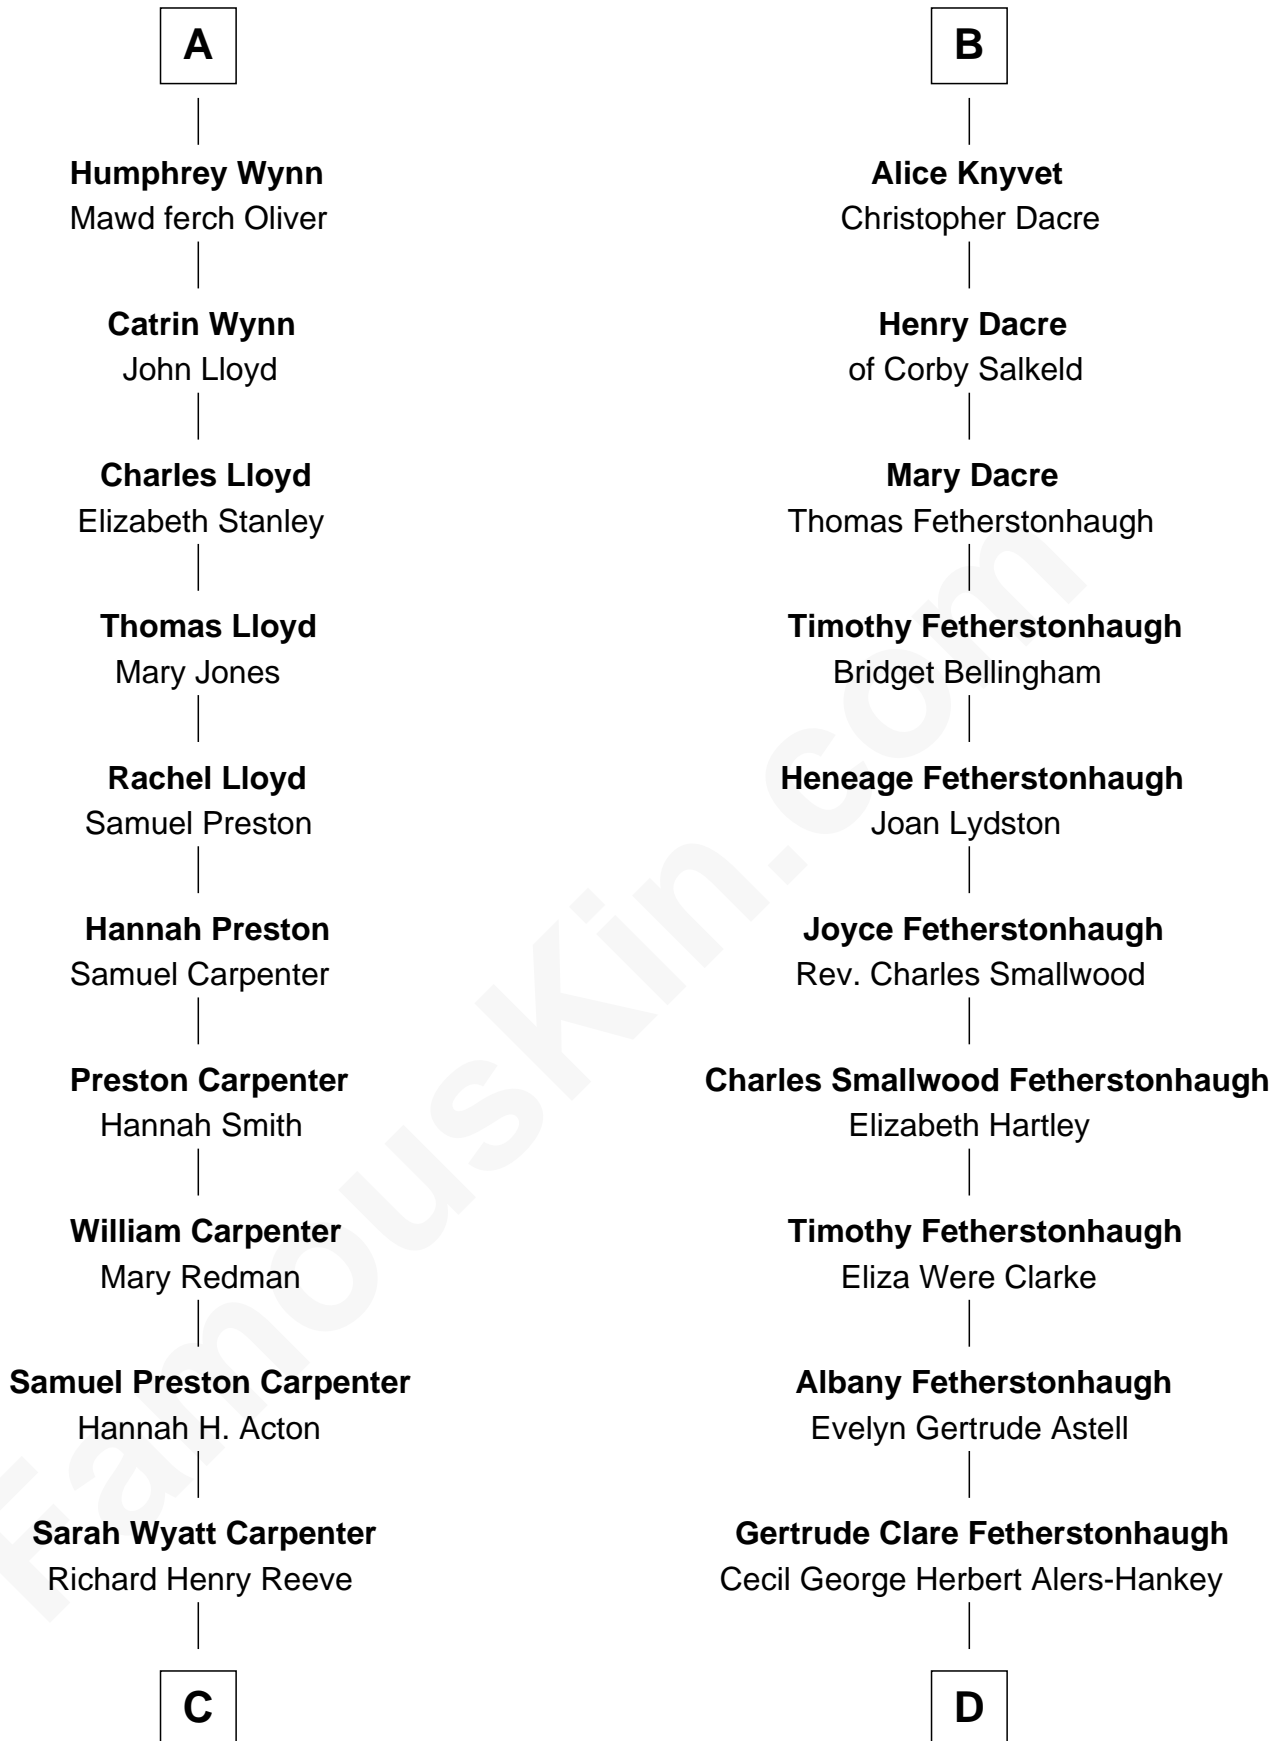 A
Humphrey Wynn
Mawd ferch Oliver
Catrin Wynn
John Lloyd
Charles Lloyd
Elizabeth Stanley
Thomas Lloyd
Mary Jones
Rachel Lloyd
Samuel Preston
Hannah Preston
Samuel Carpenter
Preston Carpenter
Hannah Smith
William Carpenter
Mary Redman
Samuel Preston Carpenter
Hannah H. Acton
Sarah Wyatt Carpenter
Richard Henry Reeve
C
B
Alice Knyvet
Christopher Dacre
Henry Dacre
of Corby Salkeld
Mary Dacre
Thomas Fetherstonhaugh
Timothy Fetherstonhaugh
Bridget Bellingham
Heneage Fetherstonhaugh
Joan Lydston
Joyce Fetherstonhaugh
Rev. Charles Smallwood
Charles Smallwood Fetherstonhaugh
Elizabeth Hartley
Timothy Fetherstonhaugh
Eliza Were Clarke
Albany Fetherstonhaugh
Evelyn Gertrude Astell
Gertrude Clare Fetherstonhaugh
Cecil George Herbert Alers-Hankey
D
FamousKin.com